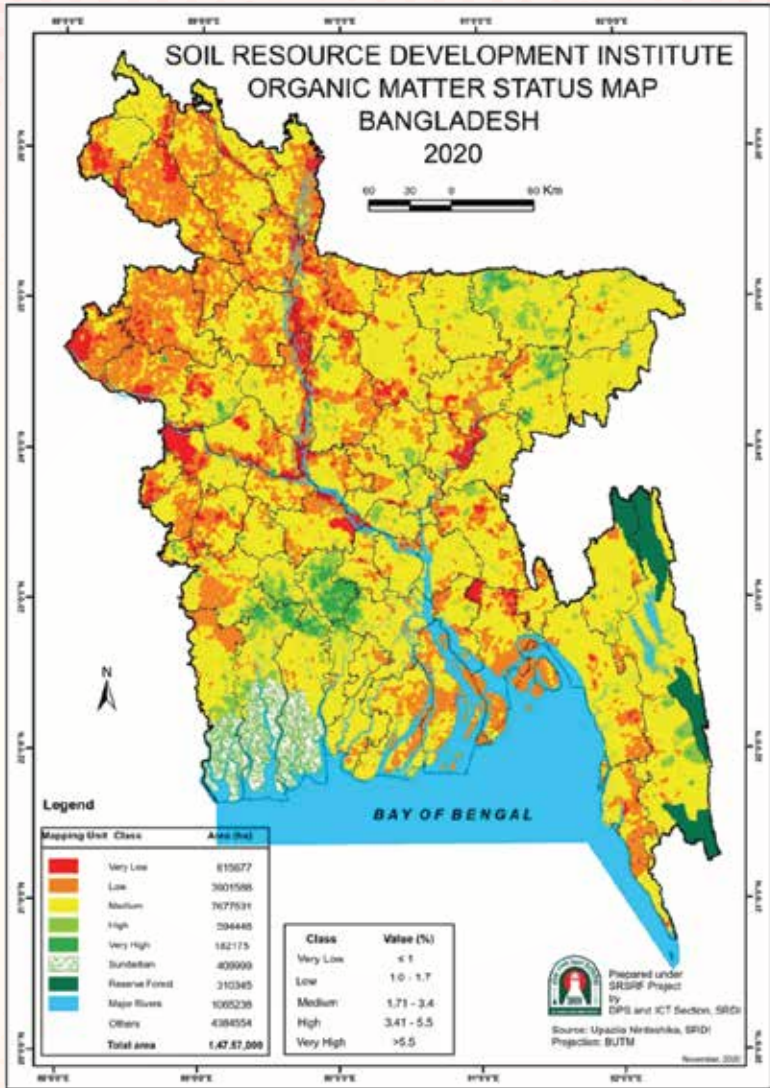 SOIL RESOURCE DEVELOPMENT INSTITUTE
ORGANIC MATTER STATUS MAP
BANGLADESH
2020
60 30 0 60 Km
N
BAY OF BENGAL
Legend
Mapping Unit Class Area (ha)
Very Low 615677
Low
Medium 7677631
High
Very High 182175
Sundarban 409999
Reserve Forest 310345
Major Rivers 1065238
Others 4384554
Total area 1,47,57,000
Class Value (%)
Very Low ≤ 1
Low 1.0 - 1.7
Medium 1.71 - 3.4
High 3.41 - 5.5
Very High >5.5
Prepared under
SRSRF Project
by
DPS and ICT Section, SRDI
Source: Upazila Nirdeshika, SRDI
Projection: BUTM
November, 2020